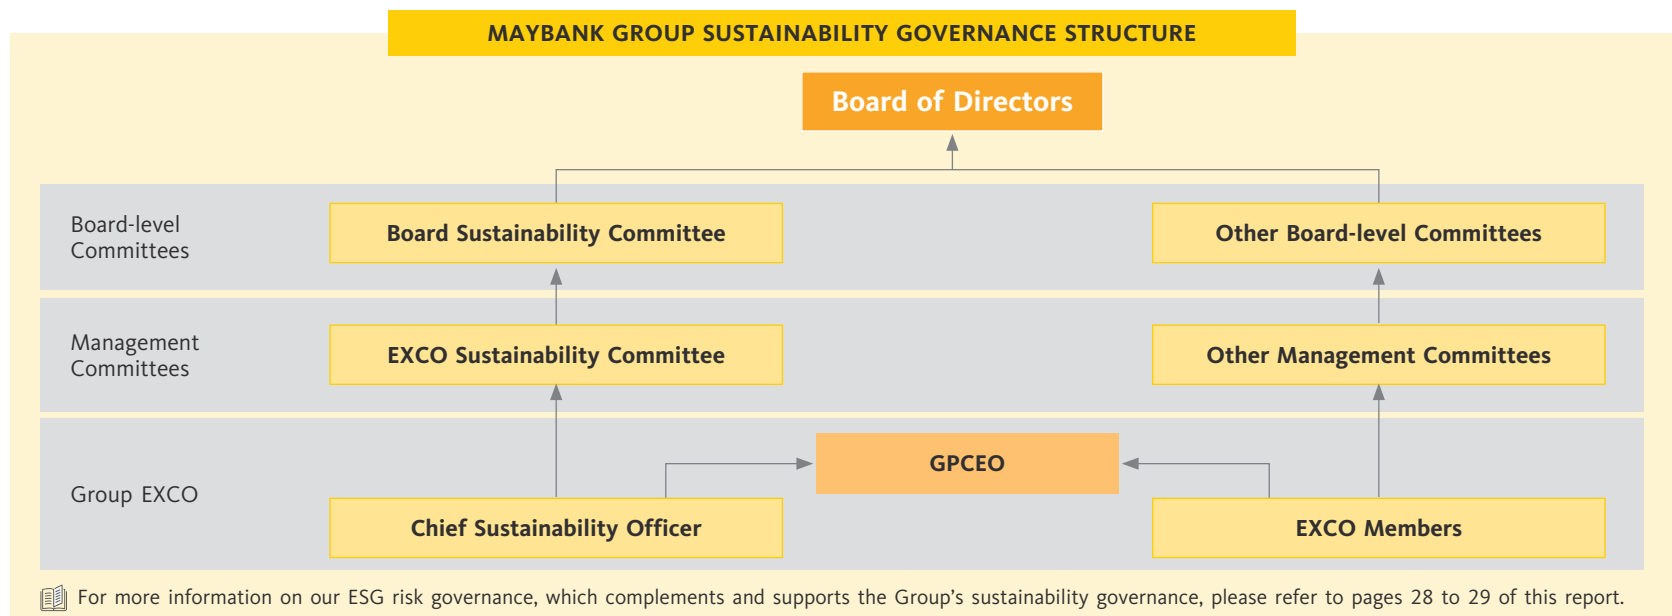 MAYBANK GROUP SUSTAINABILITY GOVERNANCE STRUCTURE
Board of Directors
Board-level
Committees
Board Sustainability Committee
Other Board-level Committees
Management
Committees
EXCO Sustainability Committee
Other Management Committees
Group EXCO
GPCEO
Chief Sustainability Officer
EXCO Members
For more information on our ESG risk governance, which complements and supports the Group's sustainability governance, please refer to pages 28 to 29 of this report.